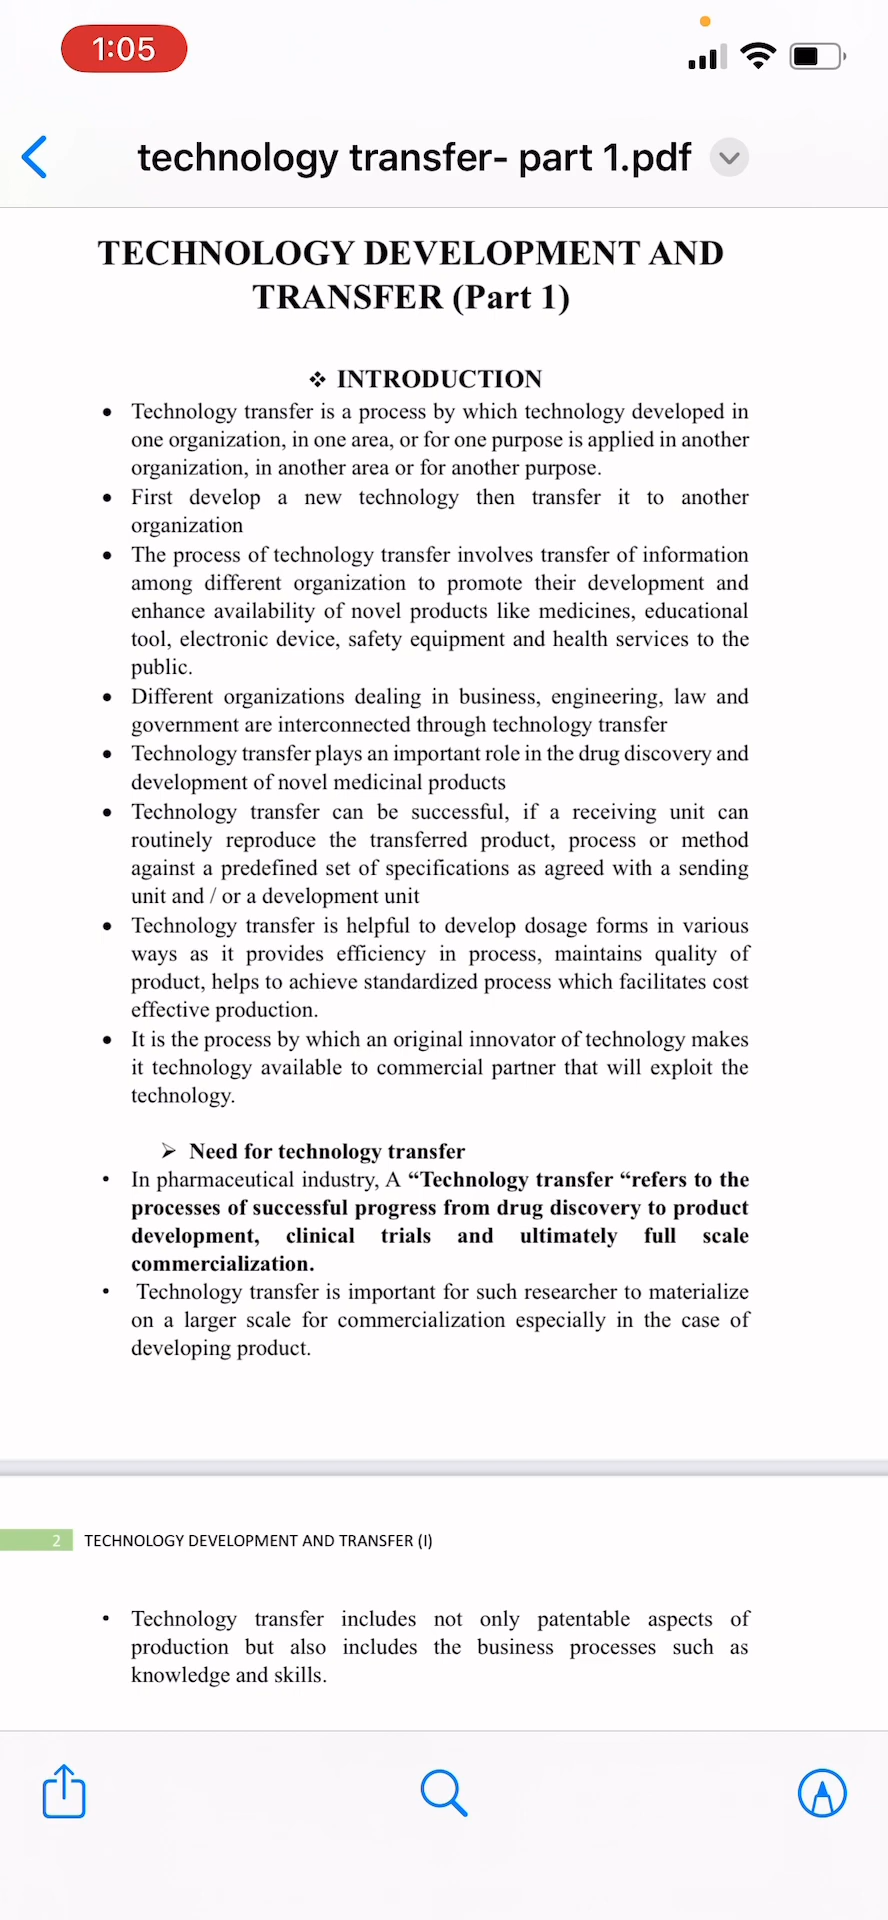 1:05
technology transfer- part 1.pdf
TECHNOLOGY DEVELOPMENT AND
TRANSFER (Part 1)
❖ INTRODUCTION
• Technology transfer is a process by which technology developed in
one organization, in one area, or for one purpose is applied in another
organization, in another area or for another purpose.
• First develop a new technology then transfer it to another
organization
• The process of technology transfer involves transfer of information
among different organization to promote their development and
enhance availability of novel products like medicines, educational
tool, electronic device, safety equipment and health services to the
public.
• Different organizations dealing in business, engineering, law and
government are interconnected through technology transfer
• Technology transfer plays an important role in the drug discovery and
development of novel medicinal products
• Technology transfer can be successful, if a receiving unit can
routinely reproduce the transferred product, process or method
against a predefined set of specifications as agreed with a sending
unit and / or a development unit
• Technology transfer is helpful to develop dosage forms in various
ways as it provides efficiency in process, maintains quality of
product, helps to achieve standardized process which facilitates cost
effective production.
• It is the process by which an original innovator of technology makes
it technology available to commercial partner that will exploit the
technology.
➢ Need for technology transfer
• In pharmaceutical industry, A “Technology transfer “refers to the
processes of successful progress from drug discovery to product
development, clinical trials and ultimately full scale
commercialization.
• Technology transfer is important for such researcher to materialize
on a larger scale for commercialization especially in the case of
developing product.
2 TECHNOLOGY DEVELOPMENT AND TRANSFER (I)
• Technology transfer includes not only patentable aspects of
production but also includes the business processes such as
knowledge and skills.